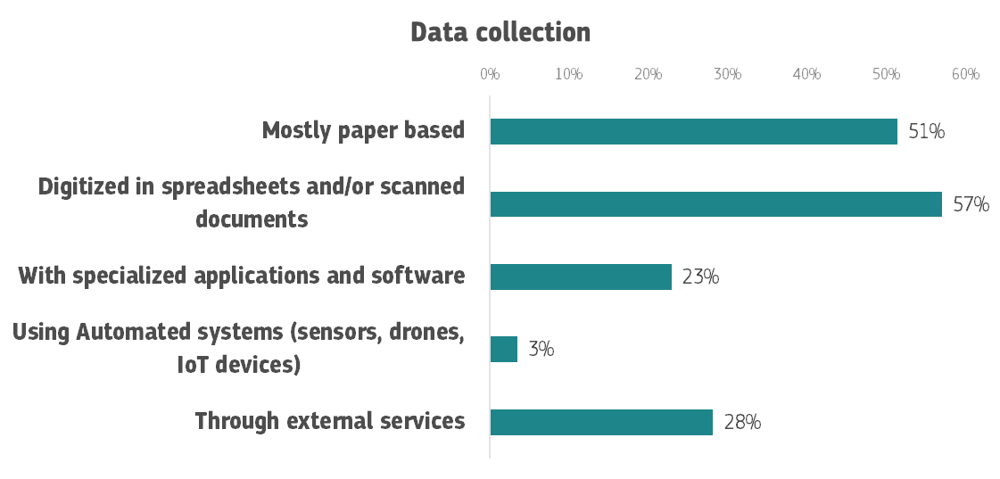 Data collection
0% 10% 20% 30% 40% 50% 60%
Mostly paper based 51%
Digitized in spreadsheets and/or scanned
documents 57%
With specialized applications and software 23%
Using Automated systems (sensors, drones,
IoT devices) 3%
Through external services 28%